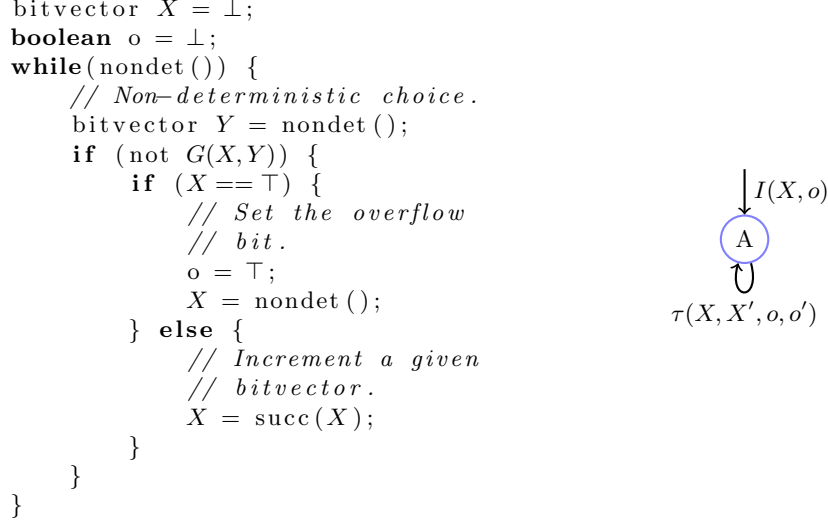 bitvector X = ⊥;
boolean o = ⊥;
while(nondet()) {
// Non-deterministic choice.
bitvector Y = nondet();
if (not G(X,Y)) {
if (X == ⊤) {
// Set the overflow
// bit.
o = ⊤;
X = nondet();
} else {
// Increment a given
// bitvector.
X = succ(X);
}
}
}
I(X, o)
A
τ(X, X′, o, o′)